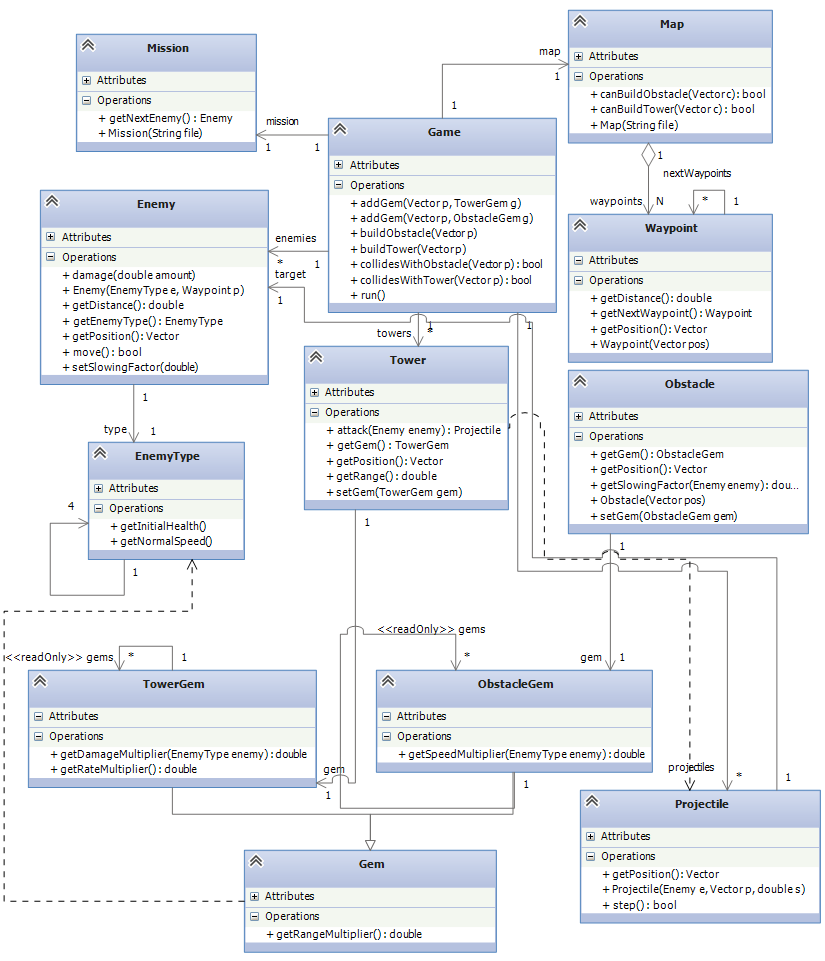 Mission
Attributes
Operations
+ getNextEnemy() : Enemy
+ Mission(String file)
Map
Attributes
Operations
+ canBuildObstacle(Vector c): bool
+ canBuildTower(Vector c): bool
+ Map(String file)
map
1
1
mission
1
1
Game
Attributes
Operations
+ addGem(Vector p, TowerGem g)
+ addGem(Vector p, ObstacleGem g)
+ buildObstacle(Vector p)
+ buildTower(Vector p)
+ collidesWithObstacle(Vector p): bool
+ collidesWithTower(Vector p): bool
+ run()
1
nextWaypoints
waypoints
N
*
1
Waypoint
Attributes
Operations
+ getDistance(): double
+ getNextWaypoint(): Waypoint
+ getPosition(): Vector
+ Waypoint(Vector pos)
Enemy
Attributes
Operations
+ damage(double amount)
+ Enemy(EnemyType e, Waypoint p)
+ getDistance(): double
+ getEnemyType(): EnemyType
+ getPosition(): Vector
+ move(): bool
+ setSlowingFactor(double)
enemies
*
1
target
1
towers
1
*
1
Tower
Attributes
Operations
+ attack(Enemy enemy): Projectile
+ getGem(): TowerGem
+ getPosition(): Vector
+ getRange(): double
+ setGem(TowerGem gem)
Obstacle
Attributes
Operations
+ getGem(): ObstacleGem
+ getPosition(): Vector
+ getSlowingFactor(Enemy enemy): dou...
+ Obstacle(Vector pos)
+ setGem(ObstacleGem gem)
1
type
1
EnemyType
Attributes
Operations
+ getInitialHealth()
+ getNormalSpeed()
4
1
1
1
<<readOnly>> gems
*
1
<<readOnly>> gems
*
gem
1
TowerGem
Attributes
Operations
+ getDamageMultiplier(EnemyType enemy): double
+ getRateMultiplier(): double
ObstacleGem
Attributes
Operations
+ getSpeedMultiplier(EnemyType enemy): double
gem
1
1
projectiles
*
1
Projectile
Attributes
Operations
+ getPosition(): Vector
+ Projectile(Enemy e, Vector p, double s)
+ step(): bool
Gem
Attributes
Operations
+ getRangeMultiplier(): double